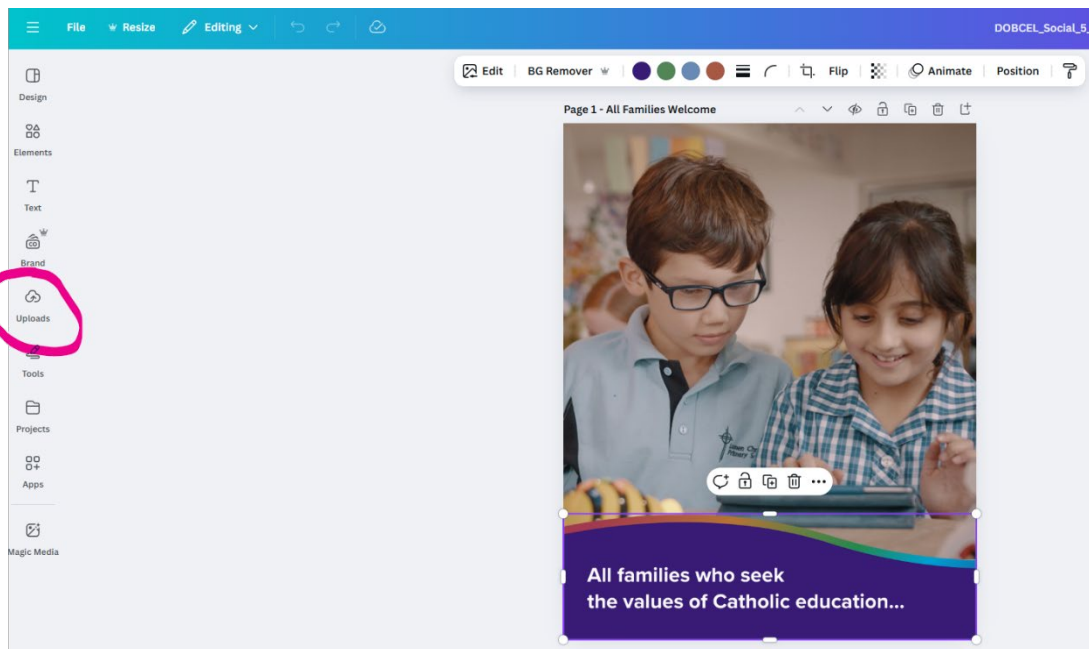 File Resize Editing
DOBCEL_Social_5_
Edit BG Remover Flip Animate Position
Design
Page 1 - All Families Welcome
Elements
Text
Brand
Uploads
Tools
Projects
Apps
Magic Media
All families who seek
the values of Catholic education...